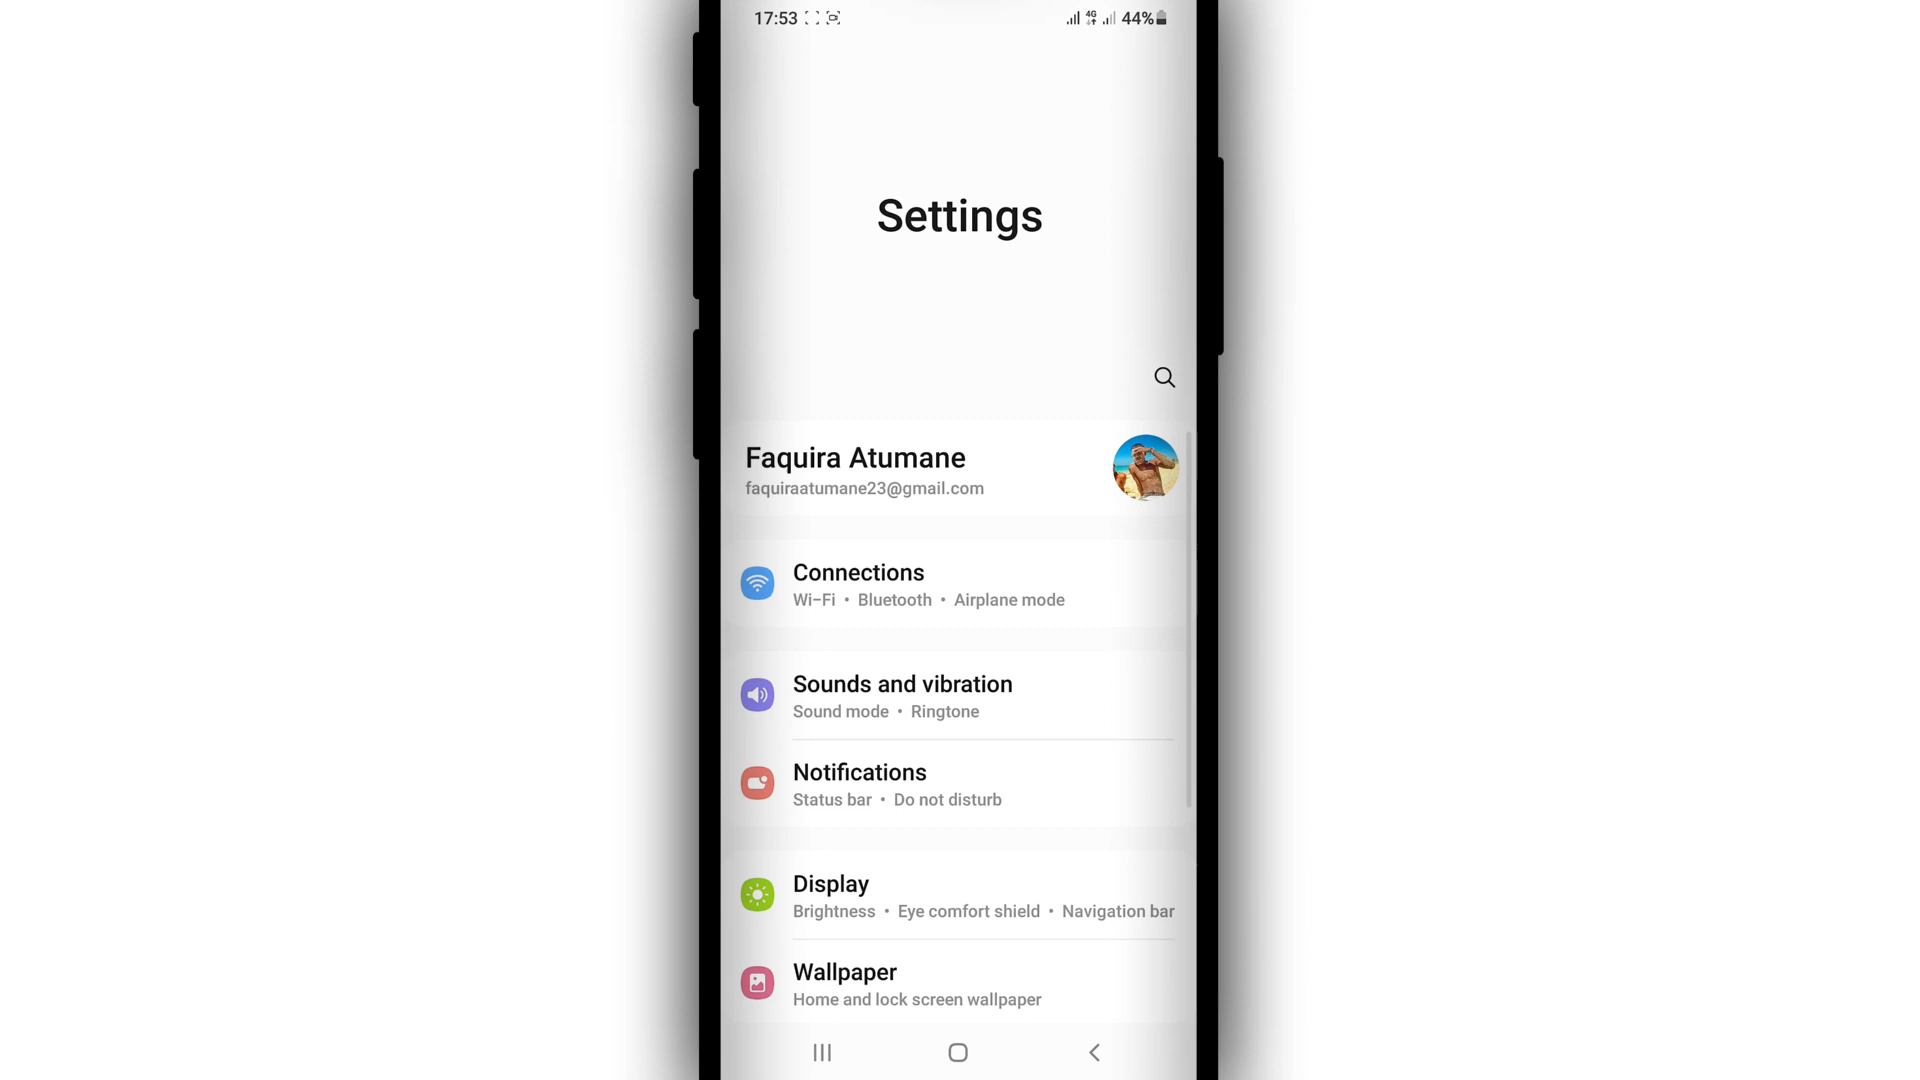 17:53 4G 44%
Settings
Faquira Atumane
faquiraatumane23@gmail.com
Connections
Wi-Fi • Bluetooth • Airplane mode
Sounds and vibration
Sound mode • Ringtone
Notifications
Status bar • Do not disturb
Display
Brightness • Eye comfort shield • Navigation bar
Wallpaper
Home and lock screen wallpaper